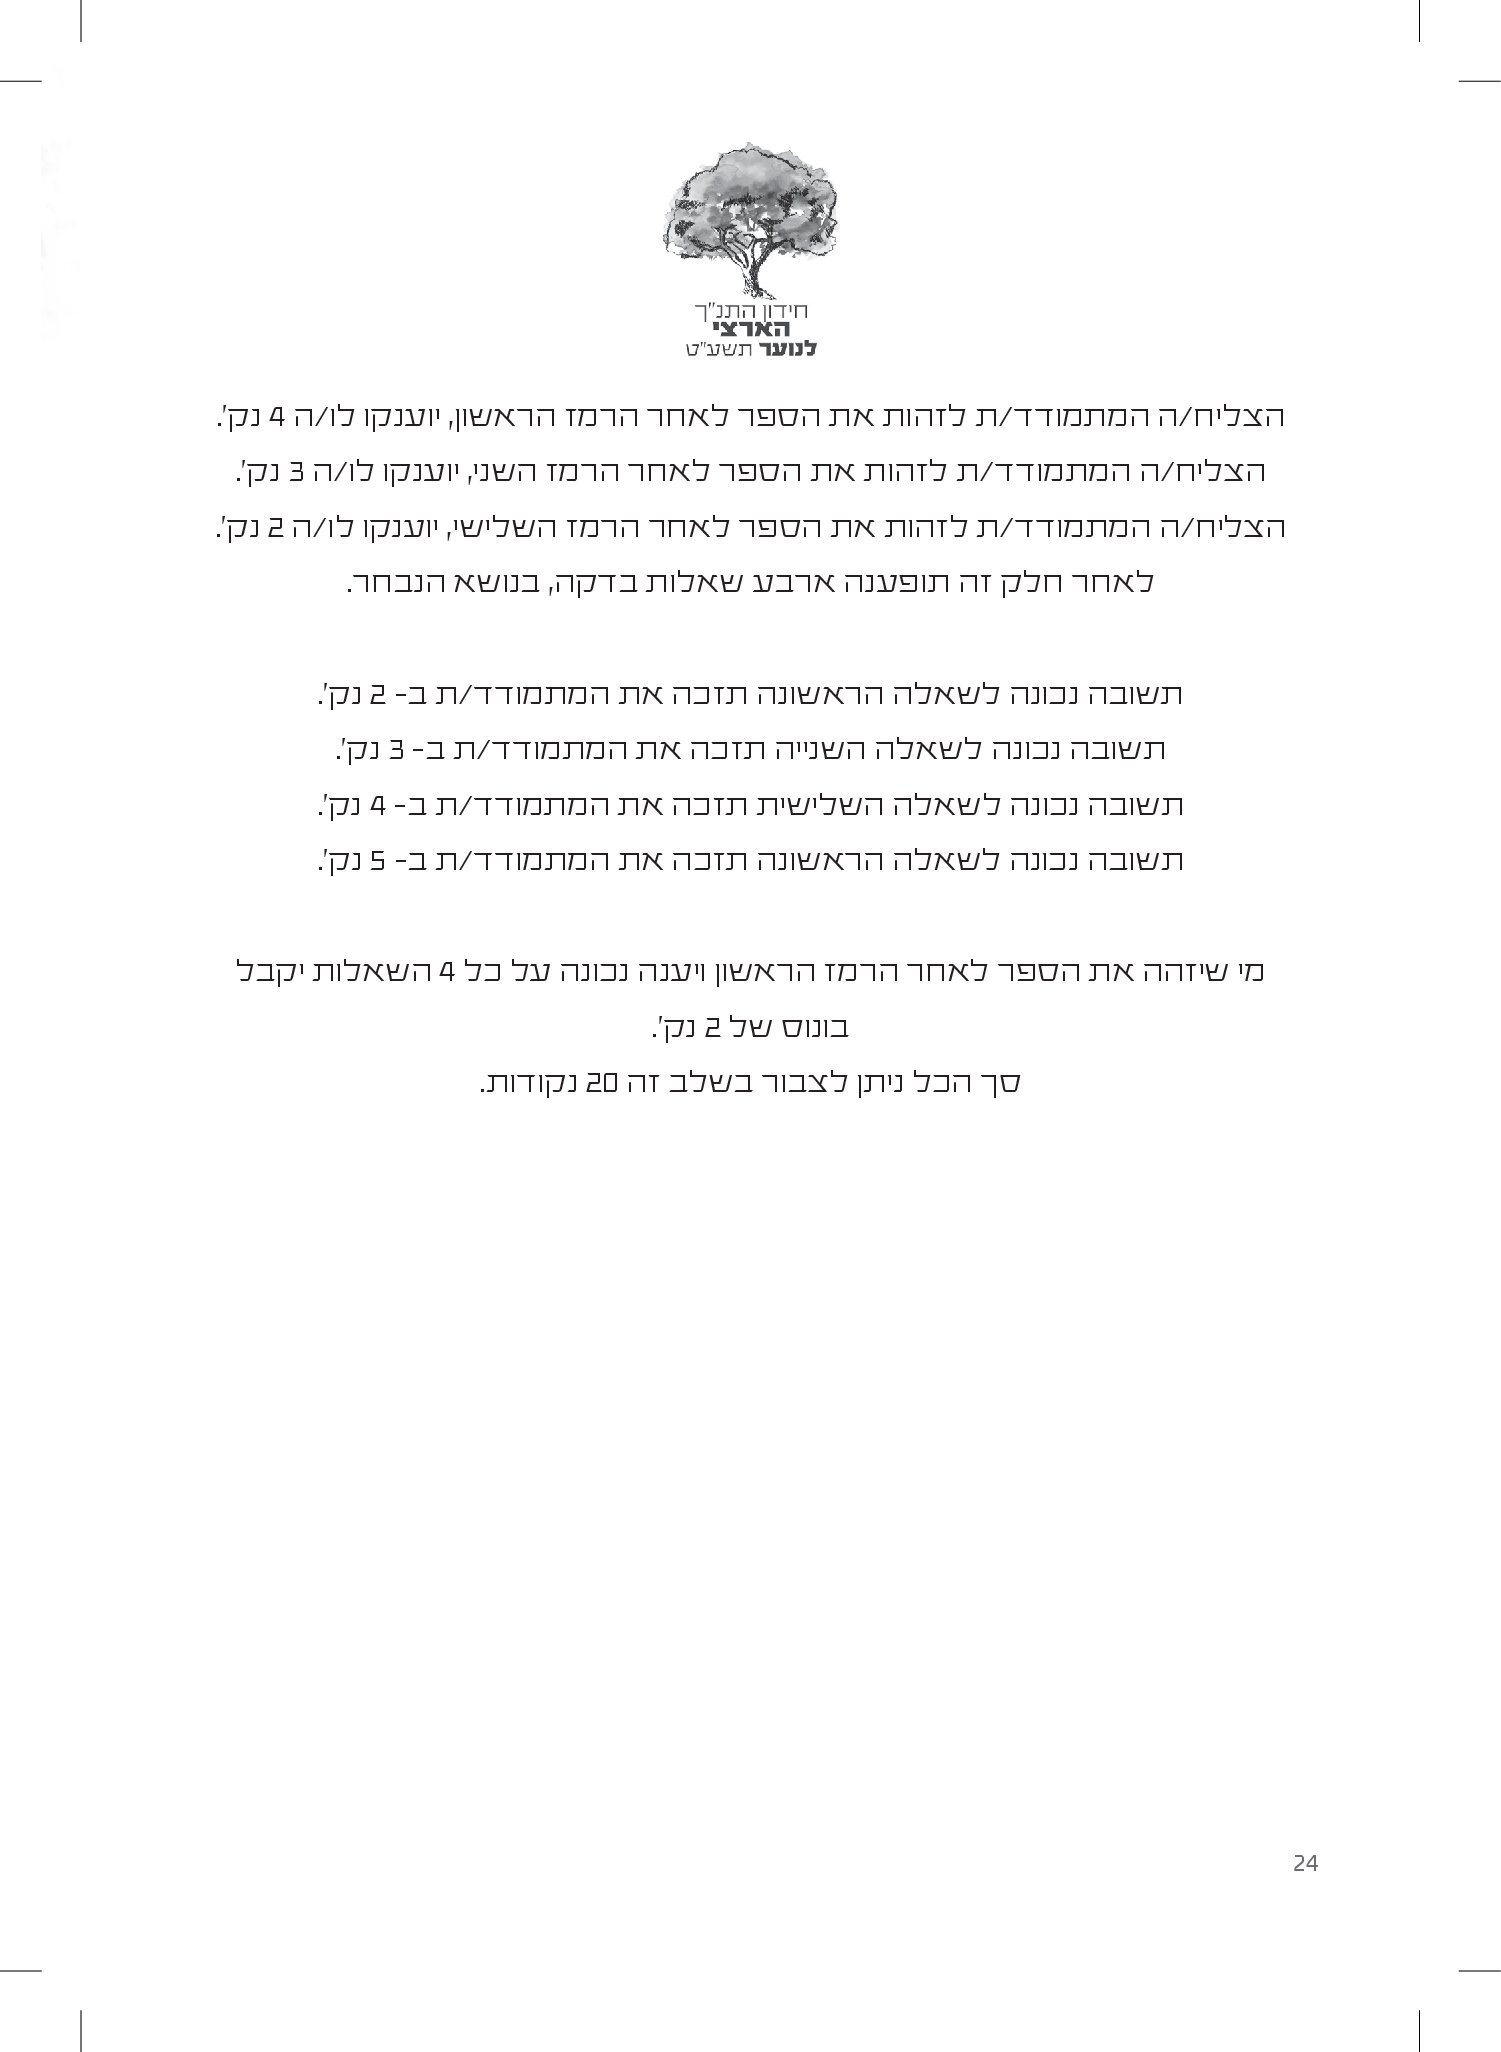 חידון התנ"ך
הארצי
לנוער תשע"ט
הצליח/ה המתמודד/ת לזהות את הספר לאחר הרמז הראשון, יוענקו לו/ה 4 נק'.
הצליח/ה המתמודד/ת לזהות את הספר לאחר הרמז השני, יוענקו לו/ה 3 נק'.
הצליח/ה המתמודד/ת לזהות את הספר לאחר הרמז השלישי, יוענקו לו/ה 2 נק'.
לאחר חלק זה תופענה ארבע שאלות בדקה, בנושא הנבחר.
תשובה נכונה לשאלה הראשונה תזכה את המתמודד/ת ב- 2 נק'.
תשובה נכונה לשאלה השנייה תזכה את המתמודד/ת ב- 3 נק'.
תשובה נכונה לשאלה השלישית תזכה את המתמודד/ת ב- 4 נק'.
תשובה נכונה לשאלה הראשונה תזכה את המתמודד/ת ב- 5 נק'.
מי שיזהה את הספר לאחר הרמז הראשון ויענה נכונה על כל 4 השאלות יקבל
בונוס של 2 נק'.
סך הכל ניתן לצבור בשלב זה 20 נקודות.
24